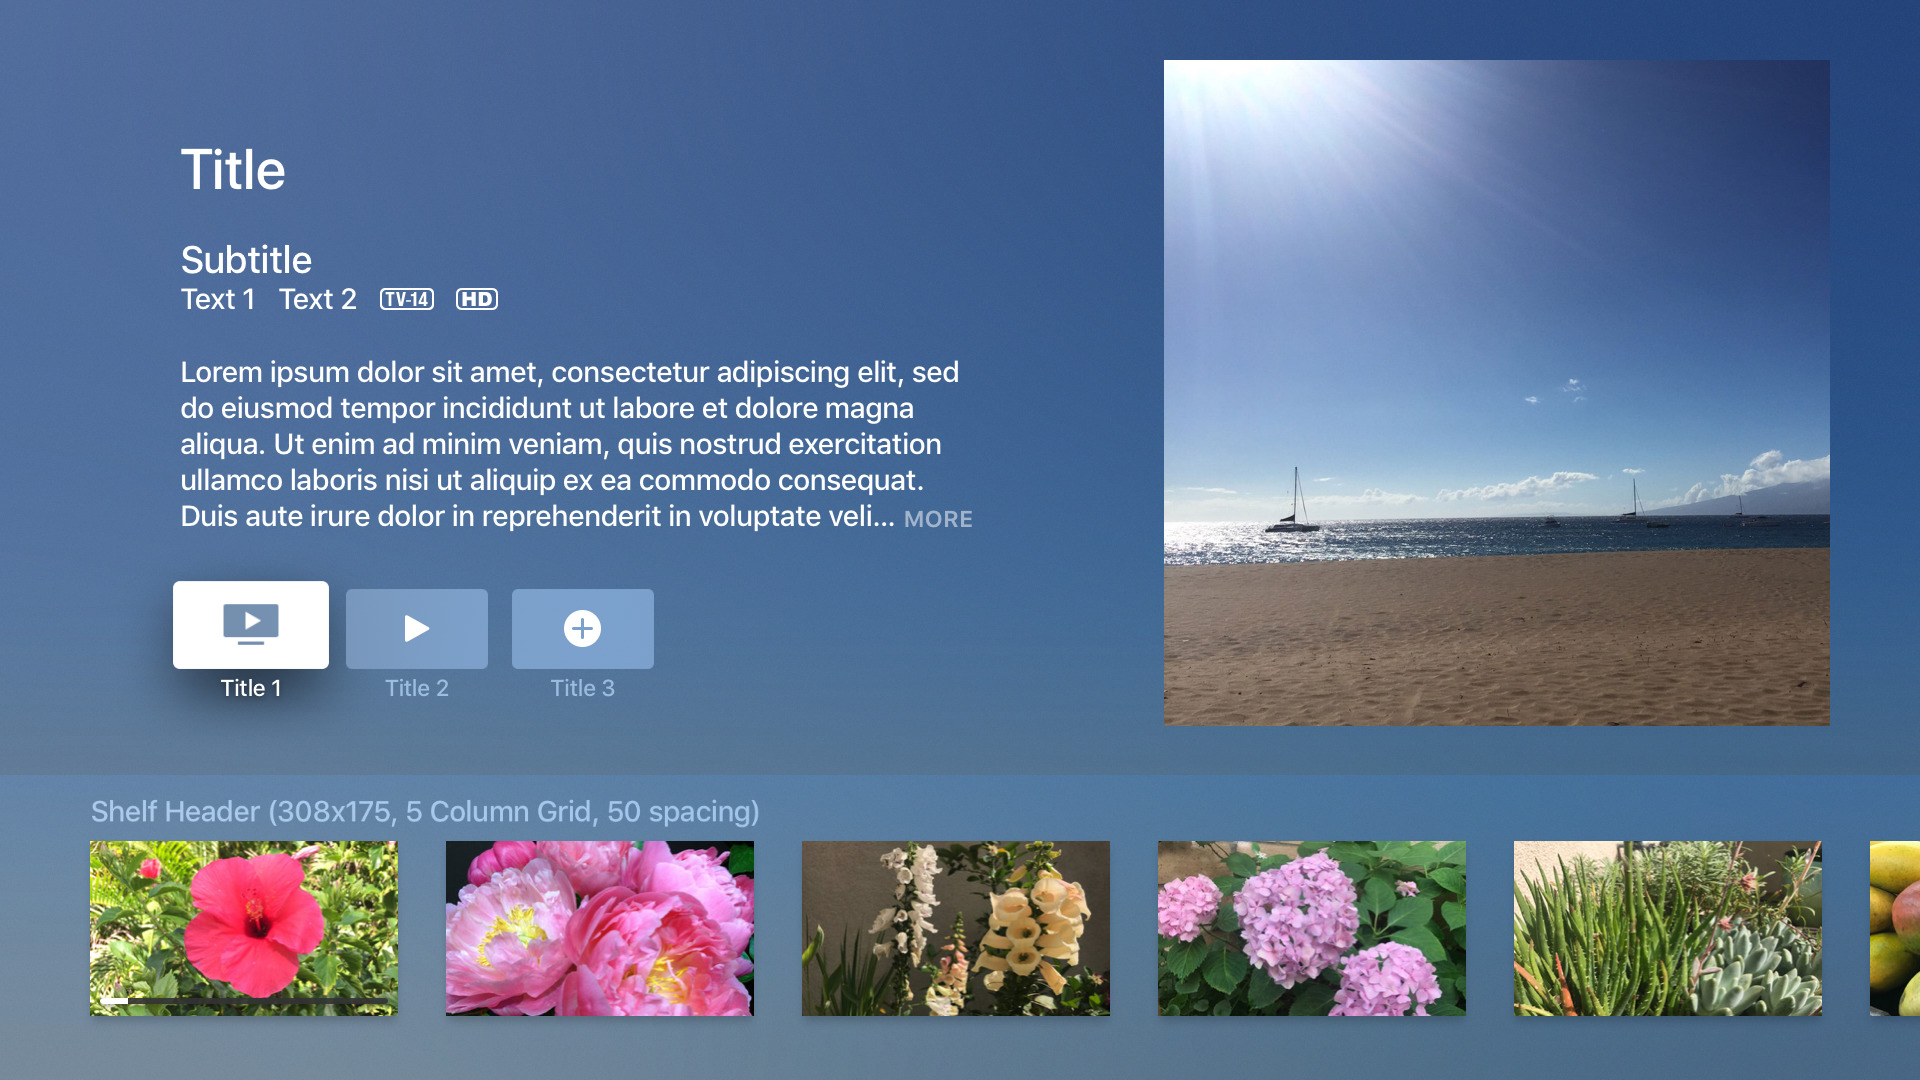 Title
Subtitle
Text 1 Text 2 TV-14 HD
Lorem ipsum dolor sit amet, consectetur adipiscing elit, sed
do eiusmod tempor incididunt ut labore et dolore magna
aliqua. Ut enim ad minim veniam, quis nostrud exercitation
ullamco laboris nisi ut aliquip ex ea commodo consequat.
Duis aute irure dolor in reprehenderit in voluptate veli... MORE
Title 1 Title 2 Title 3
Shelf Header (308x175, 5 Column Grid, 50 spacing)